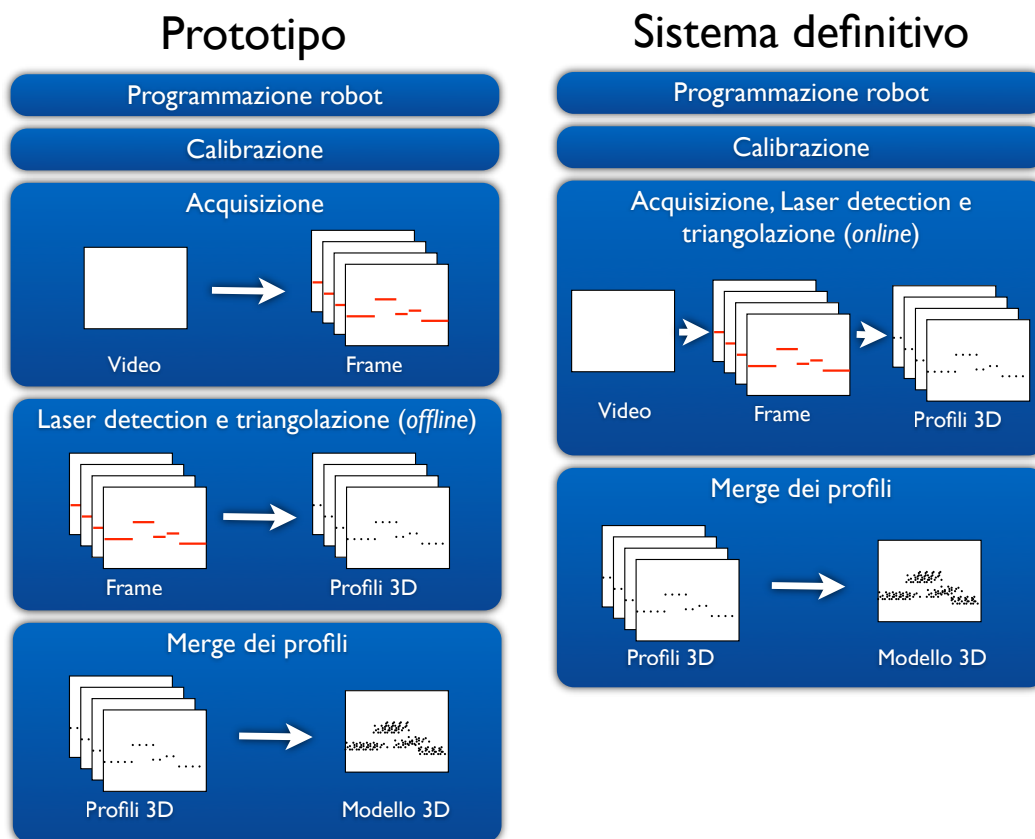 Prototipo
Programmazione robot
Calibrazione
Acquisizione
Video
Frame
Laser detection e triangolazione (offline)
Frame
Profili 3D
Merge dei profili
Profili 3D
Modello 3D
Sistema definitivo
Programmazione robot
Calibrazione
Acquisizione, Laser detection e
triangolazione (online)
Video
Frame
Profili 3D
Merge dei profili
Profili 3D
Modello 3D